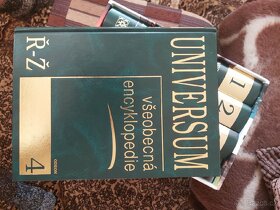 UNIVERSUM
všeobecná
encyklopedie
4
Ř-Ž
1
2